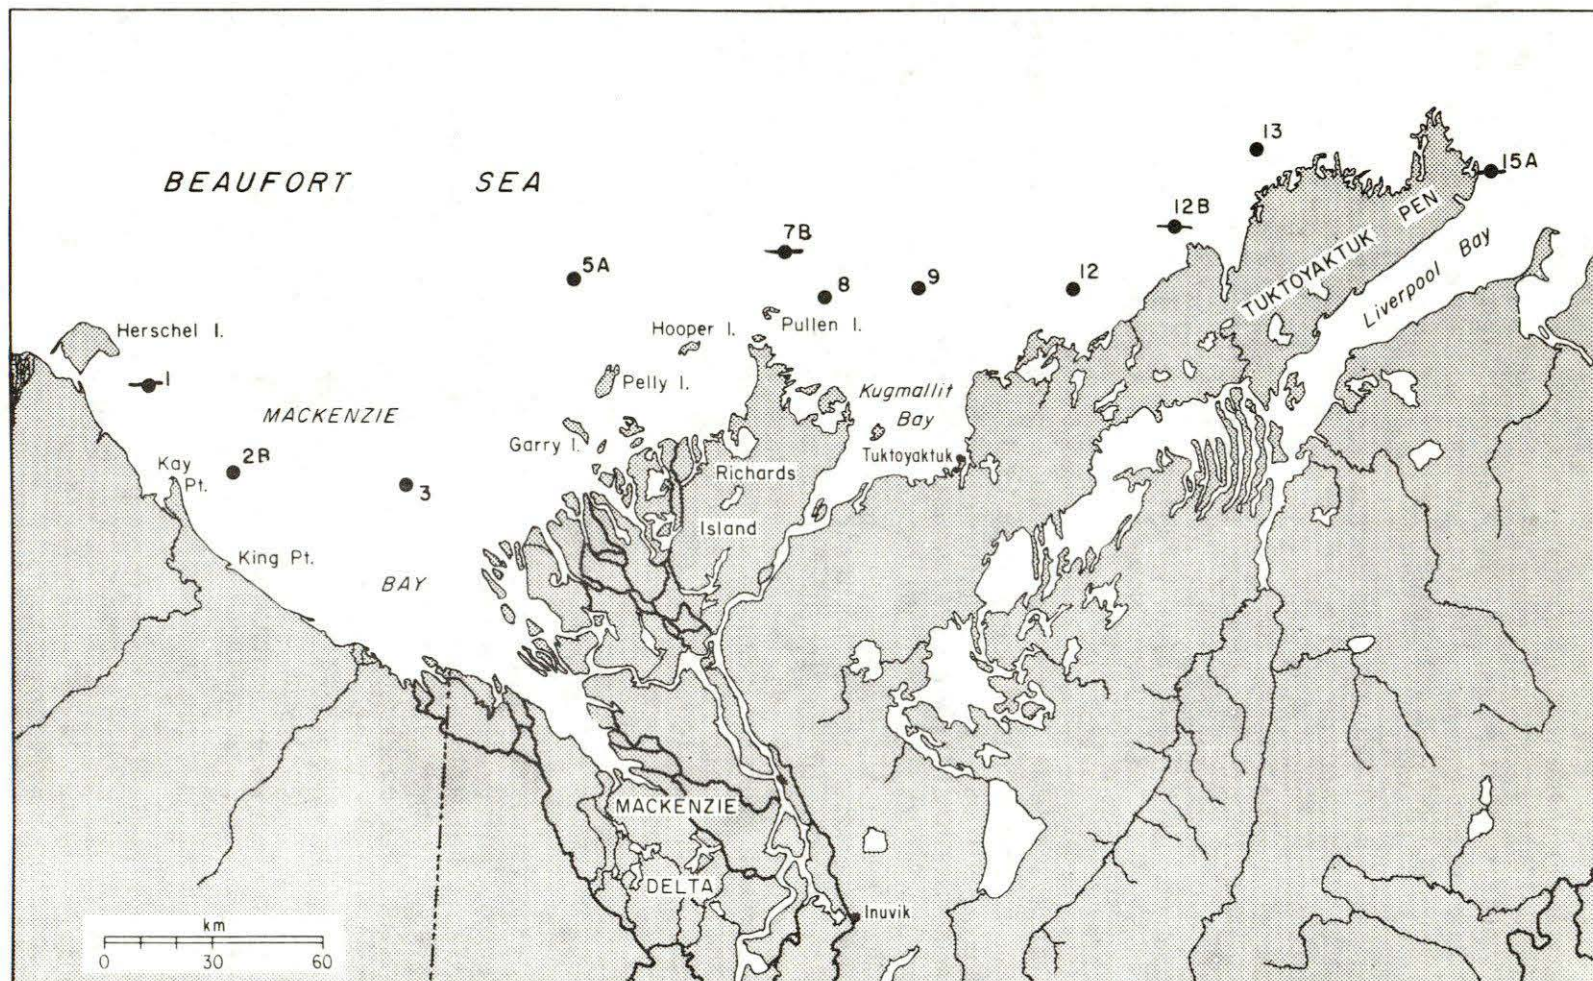 13
15A
BEAUFORT SEA
12B
TUKTOYAKTUK PEN
7B
Liverpool Bay
5A
8
9
12
Herschel I.
Hooper I.
Pullen I.
1
Pelly I.
MACKENZIE
Kugmallit
Bay
Garry I.
2B
Kay
Pt.
3
Richards
Tuktoyaktuk
Island
King Pt.
BAY
MACKENZIE
DELTA
Inuvik
km
0 30 60